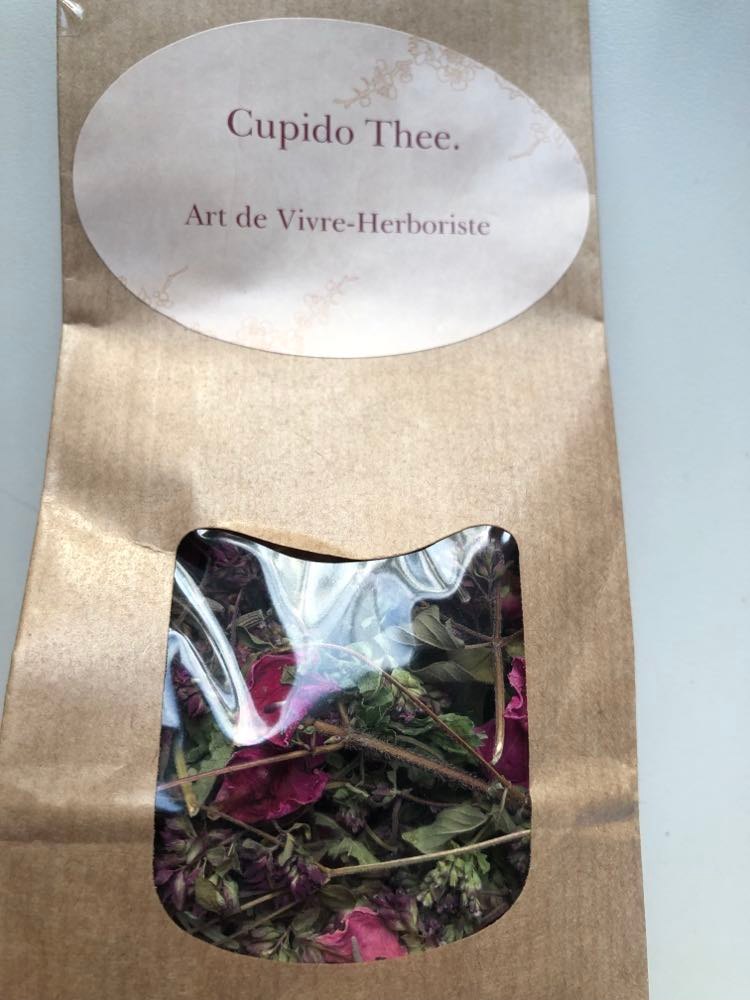 Cupido Thee.
Art de Vivre-Herboriste